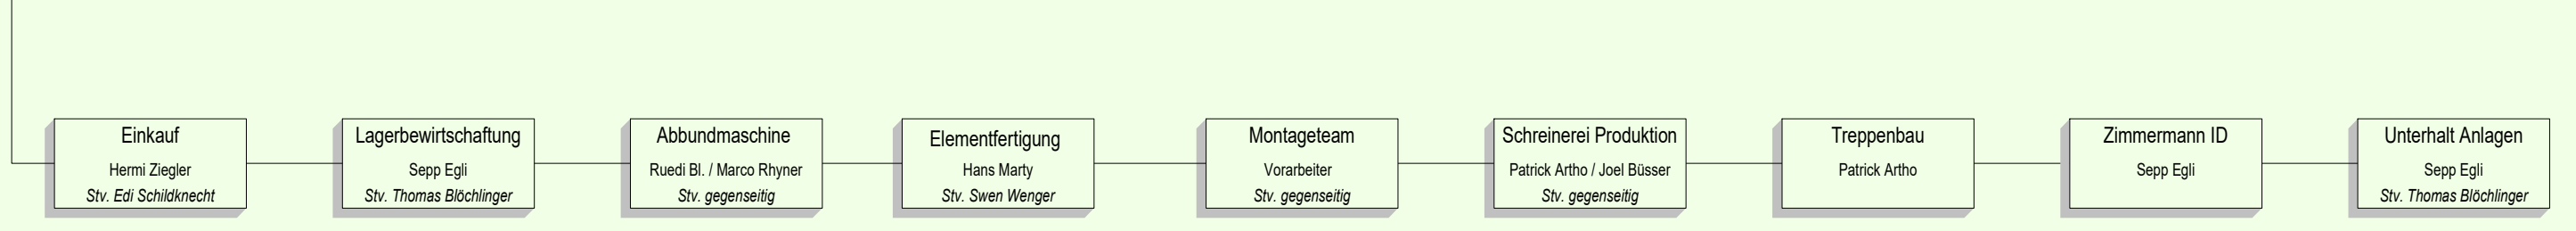 Einkauf
Hermi Ziegler
Stv. Edi Schildknecht
Lagerbewirtschaftung
Sepp Egli
Stv. Thomas Blöchlinger
Abbundmaschine
Ruedi Bl. / Marco Rhyner
Stv. gegenseitig
Elementfertigung
Hans Marty
Stv. Swen Wenger
Montageteam
Vorarbeiter
Stv. gegenseitig
Schreinerei Produktion
Patrick Artho / Joel Büsser
Stv. gegenseitig
Treppenbau
Patrick Artho
Zimmermann ID
Sepp Egli
Unterhalt Anlagen
Sepp Egli
Stv. Thomas Blöchlinger